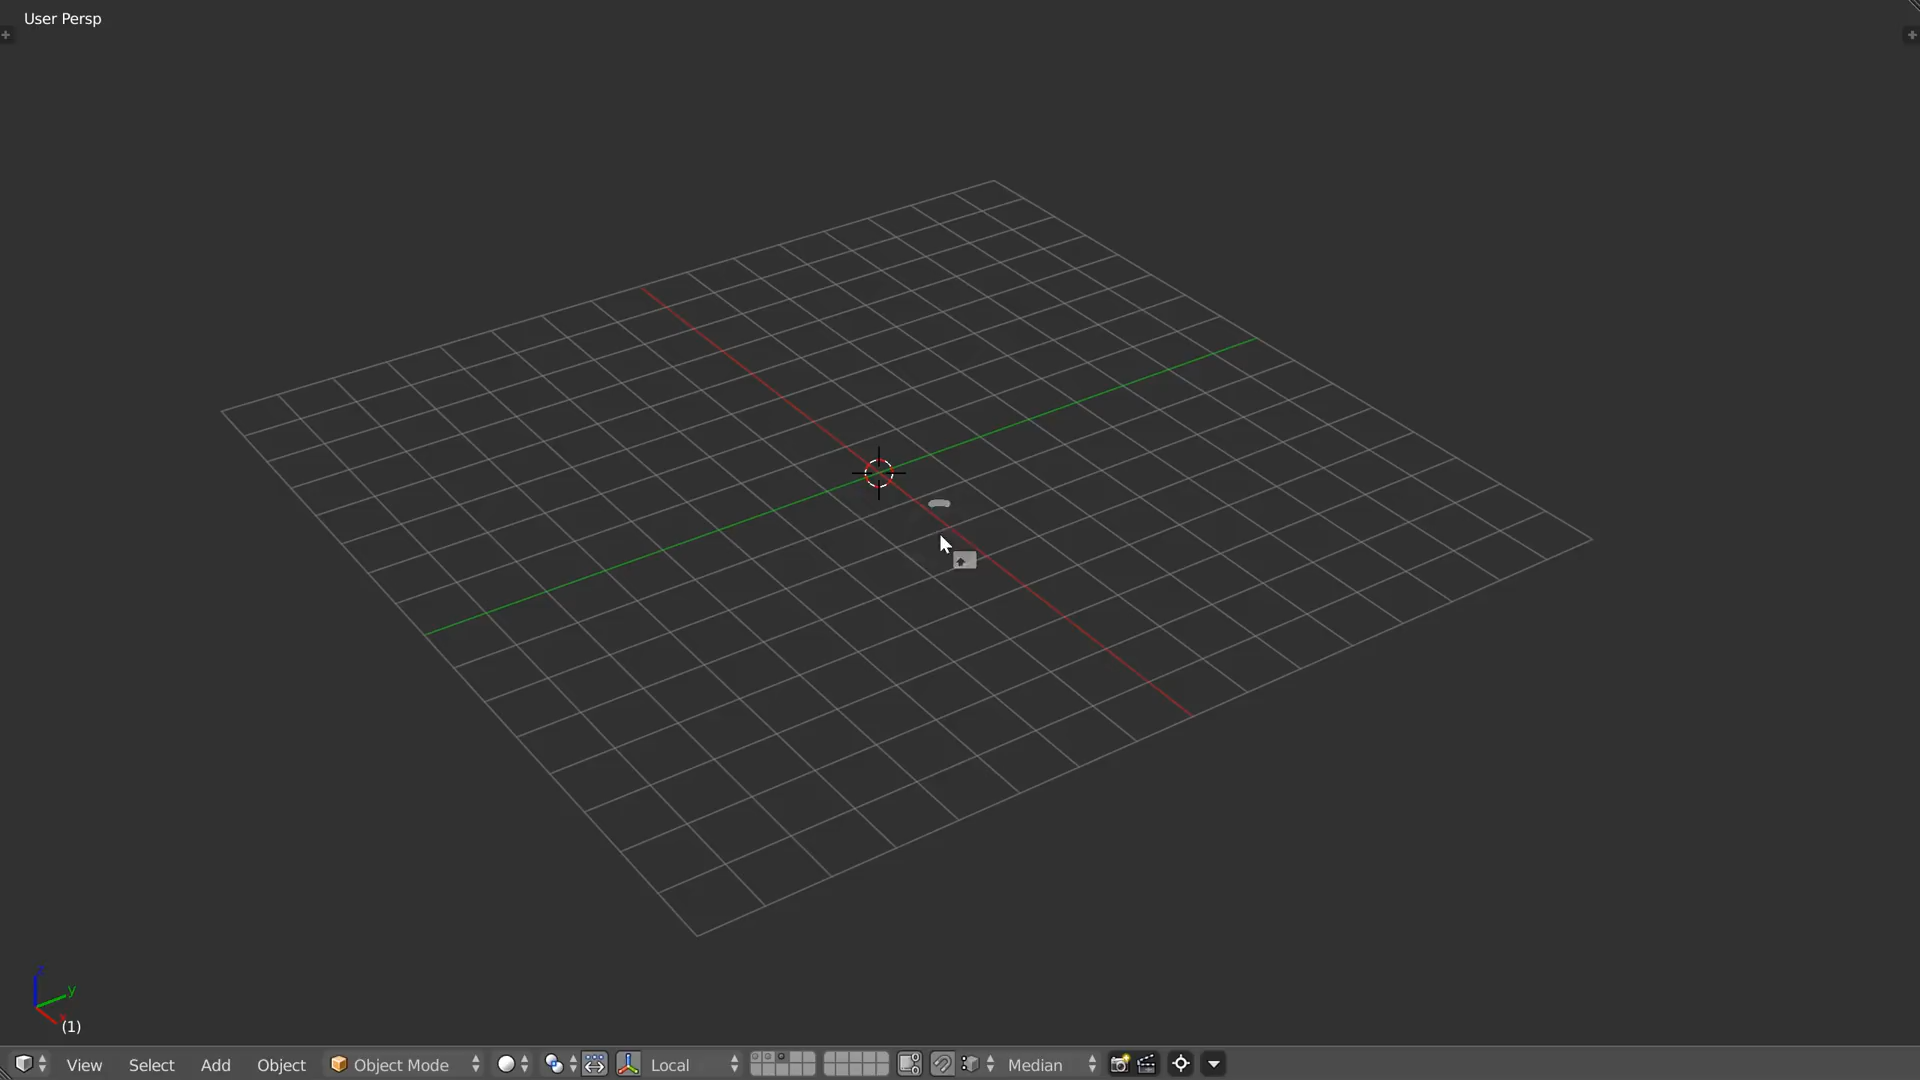 User Persp
z
y
x
(1)
View Select Add Object Object Mode Local Median